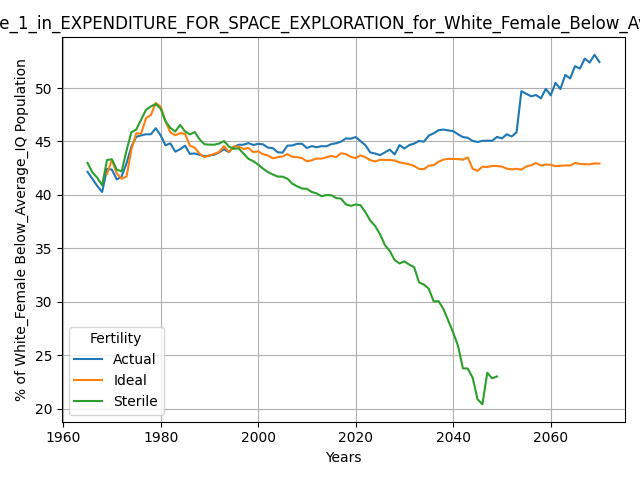 e_1_in_EXPENDITURE_FOR_SPACE_EXPLORATION_for_White_Female_Below_Av
% of White_Female Below_Average_IQ Population
50
45
40
35
30
25
20
Fertility
Actual
Ideal
Sterile
1960 1980 2000 2020 2040 2060
Years